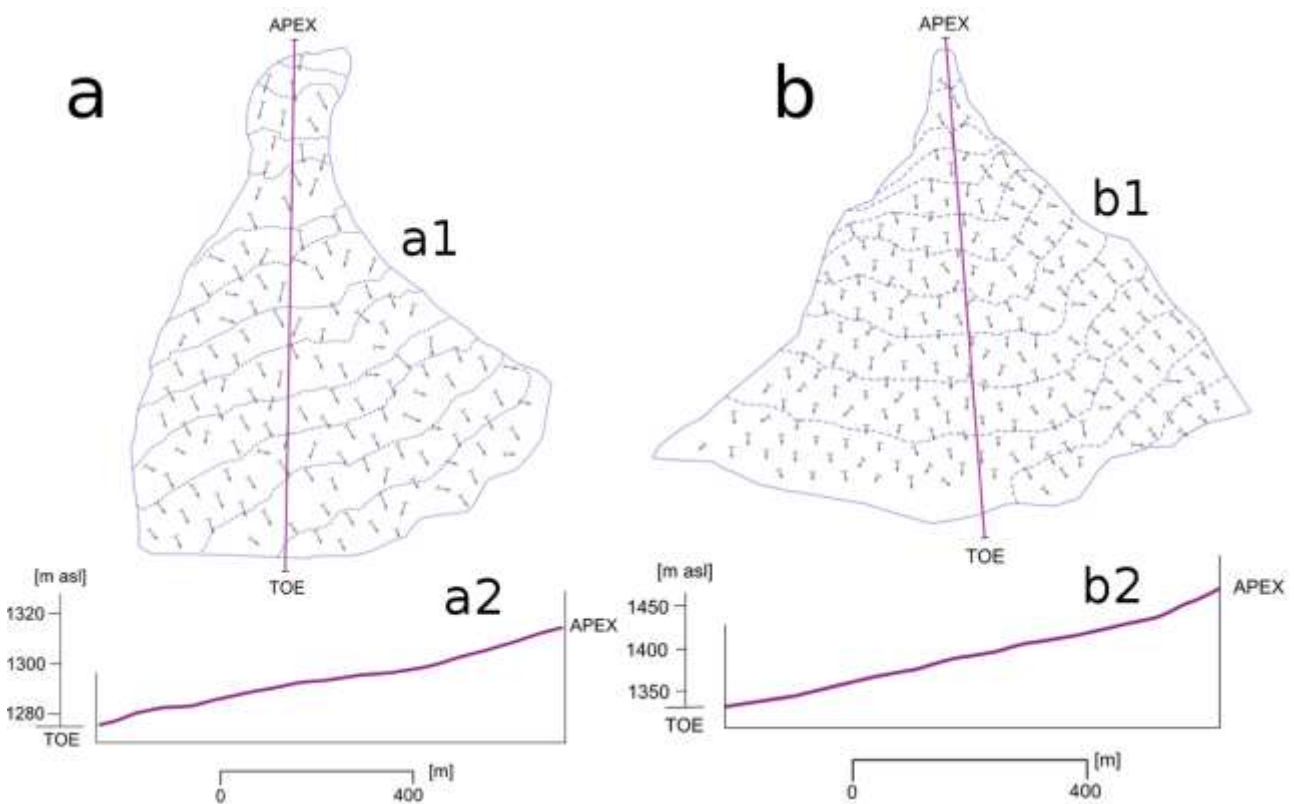 APEX
a
a1
TOE
[m asl]
a2
1320
1300
1280
TOE
APEX
[m]
0 400
APEX
b
b1
TOE
[m asl]
b2
1450
1400
1350
TOE
APEX
[m]
0 400